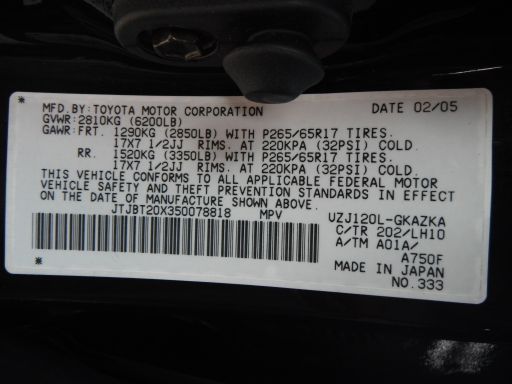 MFD.BY:TOYOTA MOTOR CORPORATION DATE 02/05
GVWR:2810KG (6200LB)
GAWR:FRT. 1290KG (2850LB) WITH P265/65R17 TIRES.
17X7 1/2JJ RIMS. AT 220KPA (32PSI) COLD.
RR. 1520KG (3350LB) WITH P265/65R17 TIRES.
17X7 1/2JJ RIMS. AT 220KPA (32PSI) COLD.
THIS VEHICLE CONFORMS TO ALL APPLICABLE FEDERAL MOTOR
VEHICLE SAFETY AND THEFT PREVENTION STANDARDS IN EFFECT
ON THE DATE OF MANUFACTURE SHOWN ABOVE.
JTJBT20X350078818 MPV UZJ120L-GKAZKA
C/TR 202/LH10
A/TM A01A/
A750F
MADE IN JAPAN
NO.333